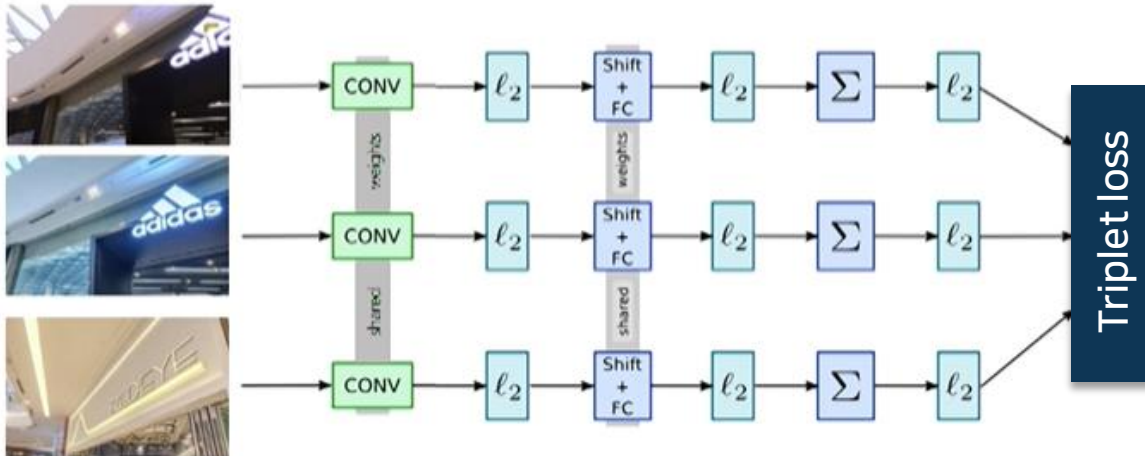 adidas
CONV
ℓ₂
Shift
+
FC
ℓ₂
Σ
ℓ₂
weights
weights
adidas
CONV
ℓ₂
Shift
+
FC
ℓ₂
Σ
ℓ₂
Triplet loss
shared
shared
CONV
ℓ₂
Shift
+
FC
ℓ₂
Σ
ℓ₂